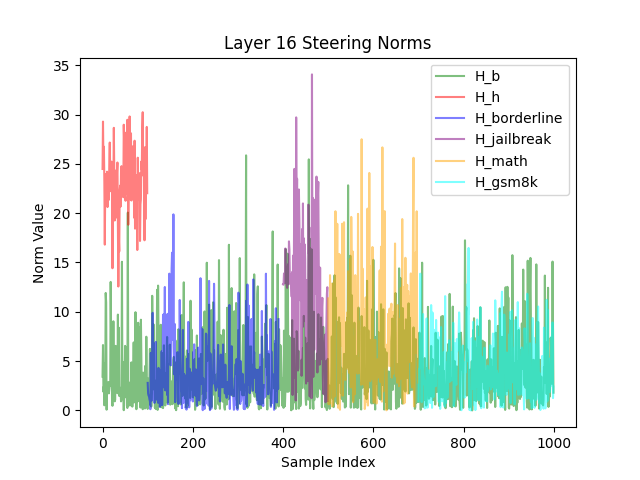 Layer 16 Steering Norms
Norm Value
35
30
25
20
15
10
5
0
0
200
400
600
800
1000
Sample Index
H_b
H_h
H_borderline
H_jailbreak
H_math
H_gsm8k